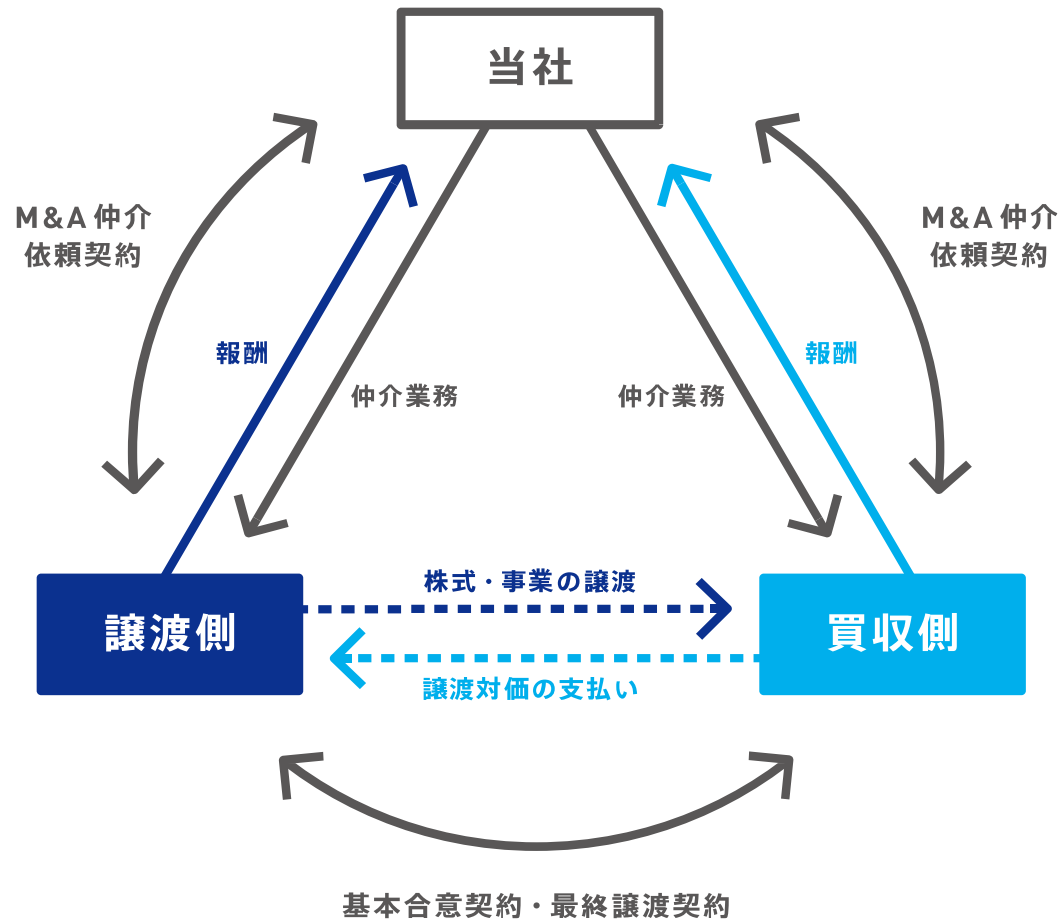 当社
M&A仲介
依頼契約
M&A仲介
依頼契約
報酬
報酬
仲介業務
仲介業務
株式・事業の譲渡
譲渡側
買収側
譲渡対価の支払い
基本合意契約・最終譲渡契約